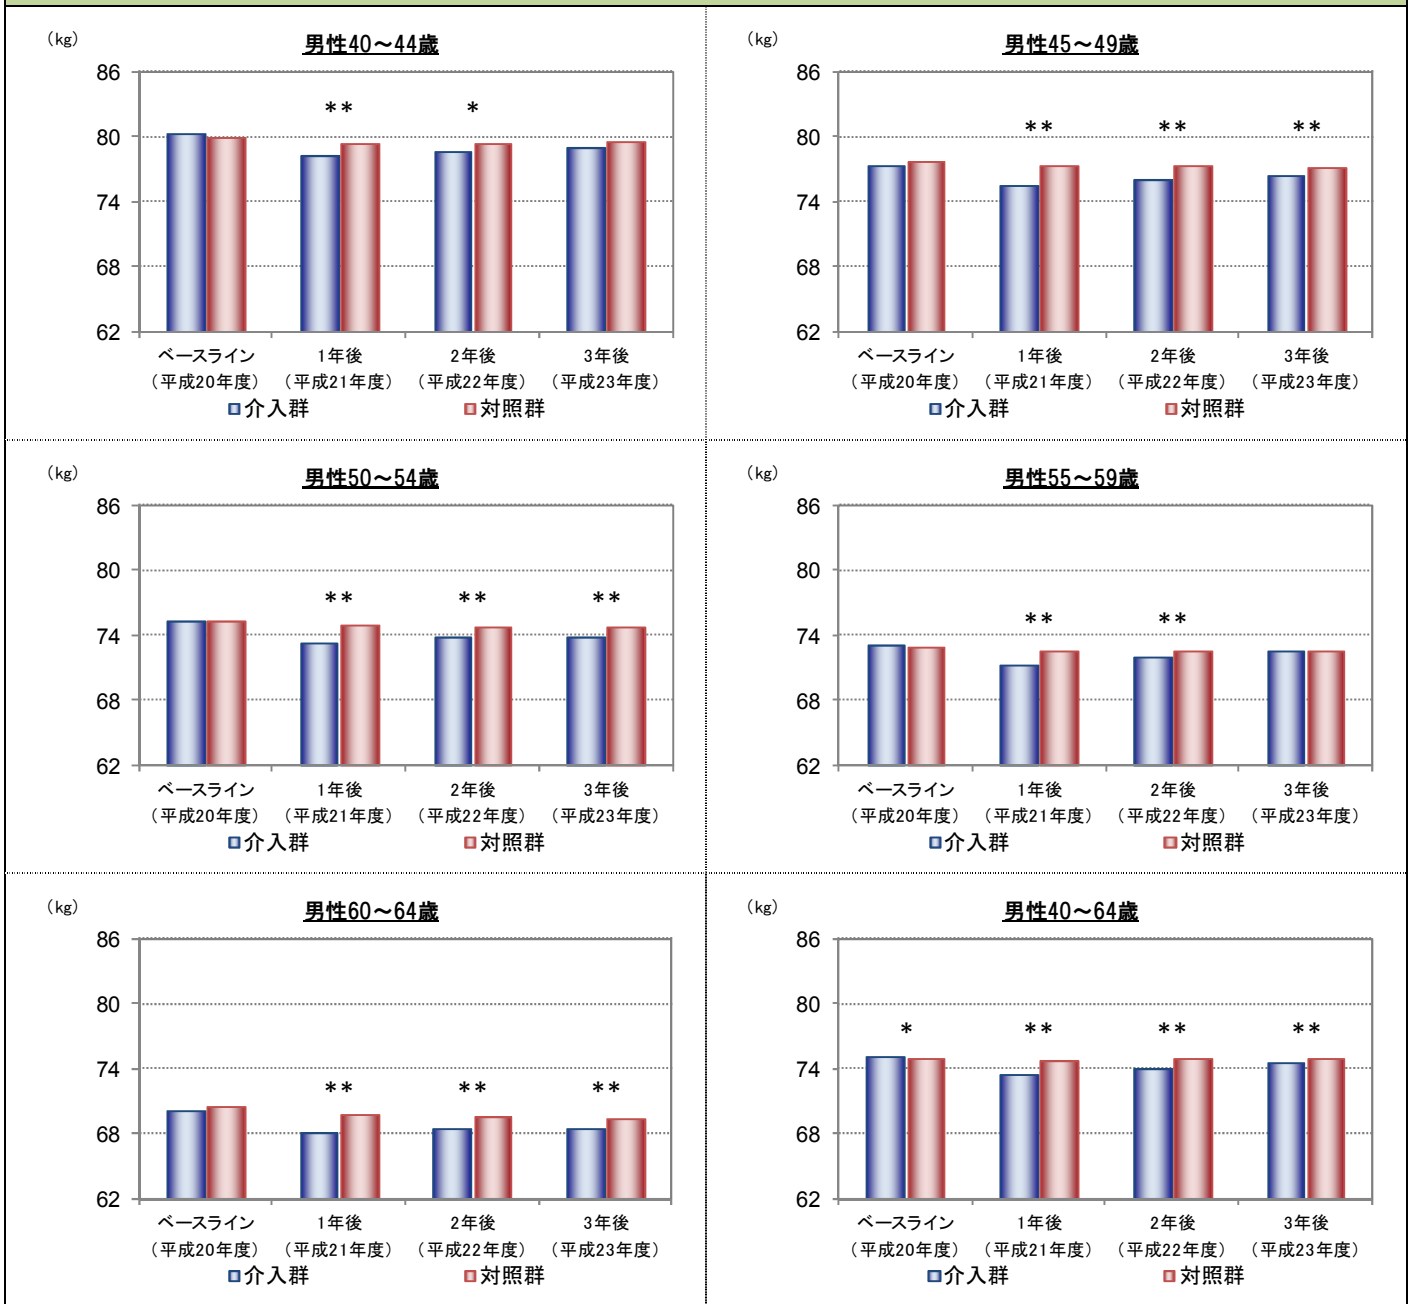 (kg)
男性40～44歳
86
80
74
68
62
** *
ベースライン 1年後 2年後 3年後
(平成20年度) (平成21年度) (平成22年度) (平成23年度)
介入群 対照群
(kg)
男性45～49歳
86
80
74
68
62
** ** **
ベースライン 1年後 2年後 3年後
(平成20年度) (平成21年度) (平成22年度) (平成23年度)
介入群 対照群
(kg)
男性50～54歳
86
80
74
68
62
** ** **
ベースライン 1年後 2年後 3年後
(平成20年度) (平成21年度) (平成22年度) (平成23年度)
介入群 対照群
(kg)
男性55～59歳
86
80
74
68
62
** **
ベースライン 1年後 2年後 3年後
(平成20年度) (平成21年度) (平成22年度) (平成23年度)
介入群 対照群
(kg)
男性60～64歳
86
80
74
68
62
** ** **
ベースライン 1年後 2年後 3年後
(平成20年度) (平成21年度) (平成22年度) (平成23年度)
介入群 対照群
(kg)
男性40～64歳
86
80
74
68
62
* ** ** **
ベースライン 1年後 2年後 3年後
(平成20年度) (平成21年度) (平成22年度) (平成23年度)
介入群 対照群